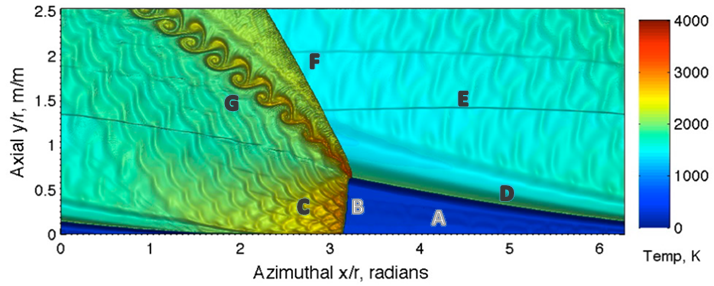 2.5
2
1.5
1
0.5
0
Axial y/r, m/m
0 1 2 3 4 5 6
Azimuthal x/r, radians
F
E
G
D
C
B
A
4000
3000
2000
1000
0
Temp, K